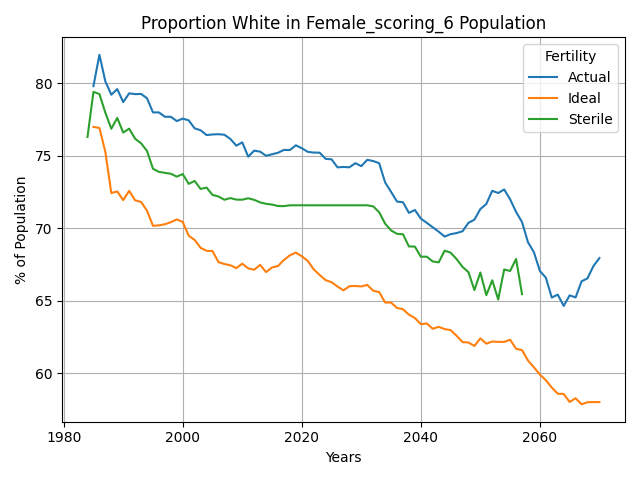 Proportion White in Female_scoring_6 Population
Fertility
Actual
Ideal
Sterile
% of Population
80
75
70
65
60
1980
2000
2020
2040
2060
Years